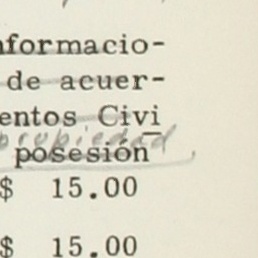 nformacio-
de acuer-
entos Civi
propiedad
posesión
$ 15.00
$ 15.00